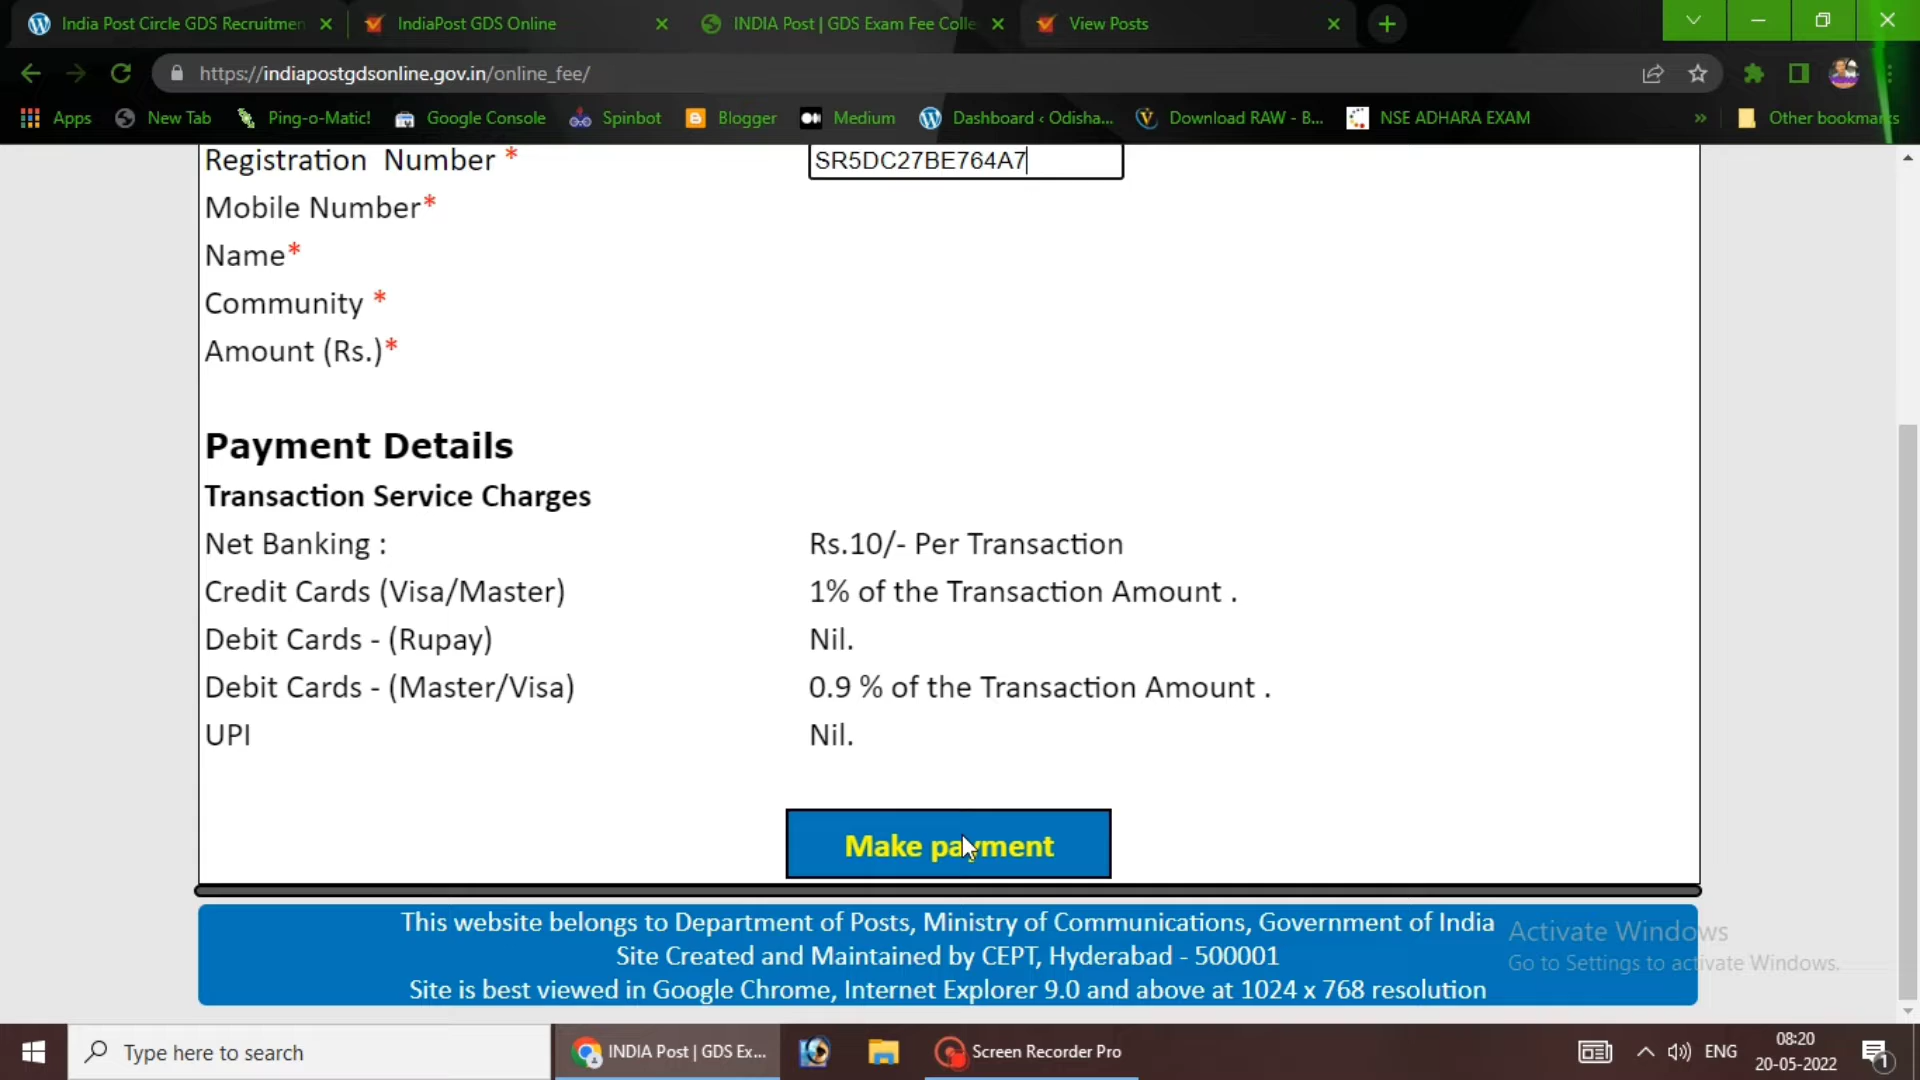 India Post Circle GDS Recruitmen
IndiaPost GDS Online
INDIA Post | GDS Exam Fee Colle
View Posts
https://indiapostgdsonline.gov.in/online_fee/
Apps
New Tab
Ping-o-Matic!
Google Console
Spinbot
Blogger
Medium
Dashboard ‹ Odisha...
Download RAW - B...
NSE ADHARA EXAM
»
Other bookmarks
Registration Number *
SR5DC27BE764A7
Mobile Number*
Name*
Community *
Amount (Rs.)*
Payment Details
Transaction Service Charges
Net Banking : Rs.10/- Per Transaction
Credit Cards (Visa/Master) 1% of the Transaction Amount .
Debit Cards - (Rupay) Nil.
Debit Cards - (Master/Visa) 0.9 % of the Transaction Amount .
UPI Nil.
Make payment
This website belongs to Department of Posts, Ministry of Communications, Government of India
Site Created and Maintained by CEPT, Hyderabad - 500001
Site is best viewed in Google Chrome, Internet Explorer 9.0 and above at 1024 x 768 resolution
Activate Windows
Go to Settings to activate Windows.
Type here to search
INDIA Post | GDS Ex...
Screen Recorder Pro
ENG
08:20
20-05-2022
1